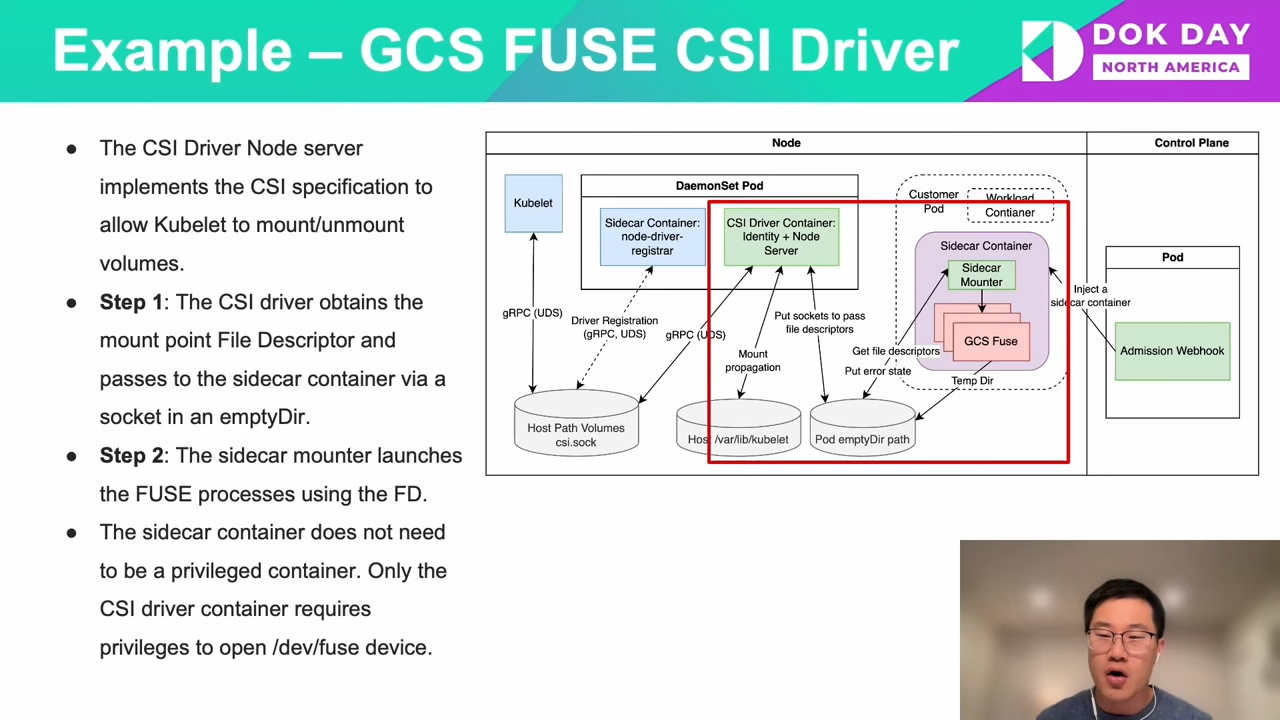 Example – GCS FUSE CSI Driver
DOK DAY
NORTH AMERICA
● The CSI Driver Node server
implements the CSI specification to
allow Kubelet to mount/unmount
volumes.
● Step 1: The CSI driver obtains the
mount point File Descriptor and
passes to the sidecar container via a
socket in an emptyDir.
● Step 2: The sidecar mounter launches
the FUSE processes using the FD.
● The sidecar container does not need
to be a privileged container. Only the
CSI driver container requires
privileges to open /dev/fuse device.
Node
Control Plane
Kubelet
DaemonSet Pod
Sidecar Container:
node-driver-
registrar
CSI Driver Container:
Identity + Node
Server
Customer
Pod
Workload
Contianer
Sidecar Container
Sidecar
Mounter
GCS Fuse
Pod
Admission Webhook
Inject a
sidecar container
gRPC (UDS)
Driver Registration
(gRPC, UDS)
gRPC (UDS)
Mount
propagation
Put sockets to pass
file descriptors
Get file descriptors
Put error state
Temp Dir
Host Path Volumes
csi.sock
Host /var/lib/kubelet
Pod emptyDir path